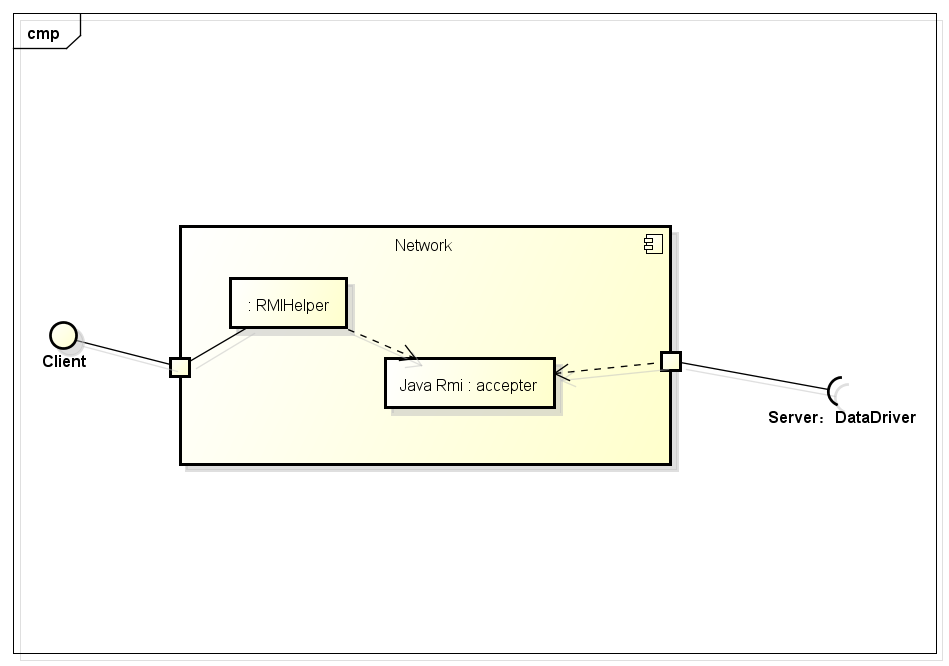 cmp
Network
: RMIHelper
Java Rmi : accepter
Client
Server：DataDriver